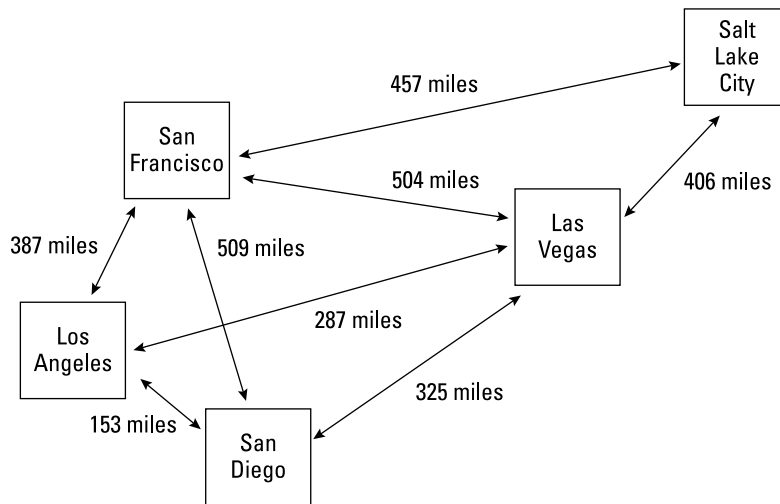 Salt
Lake
City
457 miles
San
Francisco
504 miles
406 miles
Las
Vegas
387 miles
509 miles
287 miles
Los
Angeles
325 miles
153 miles
San
Diego